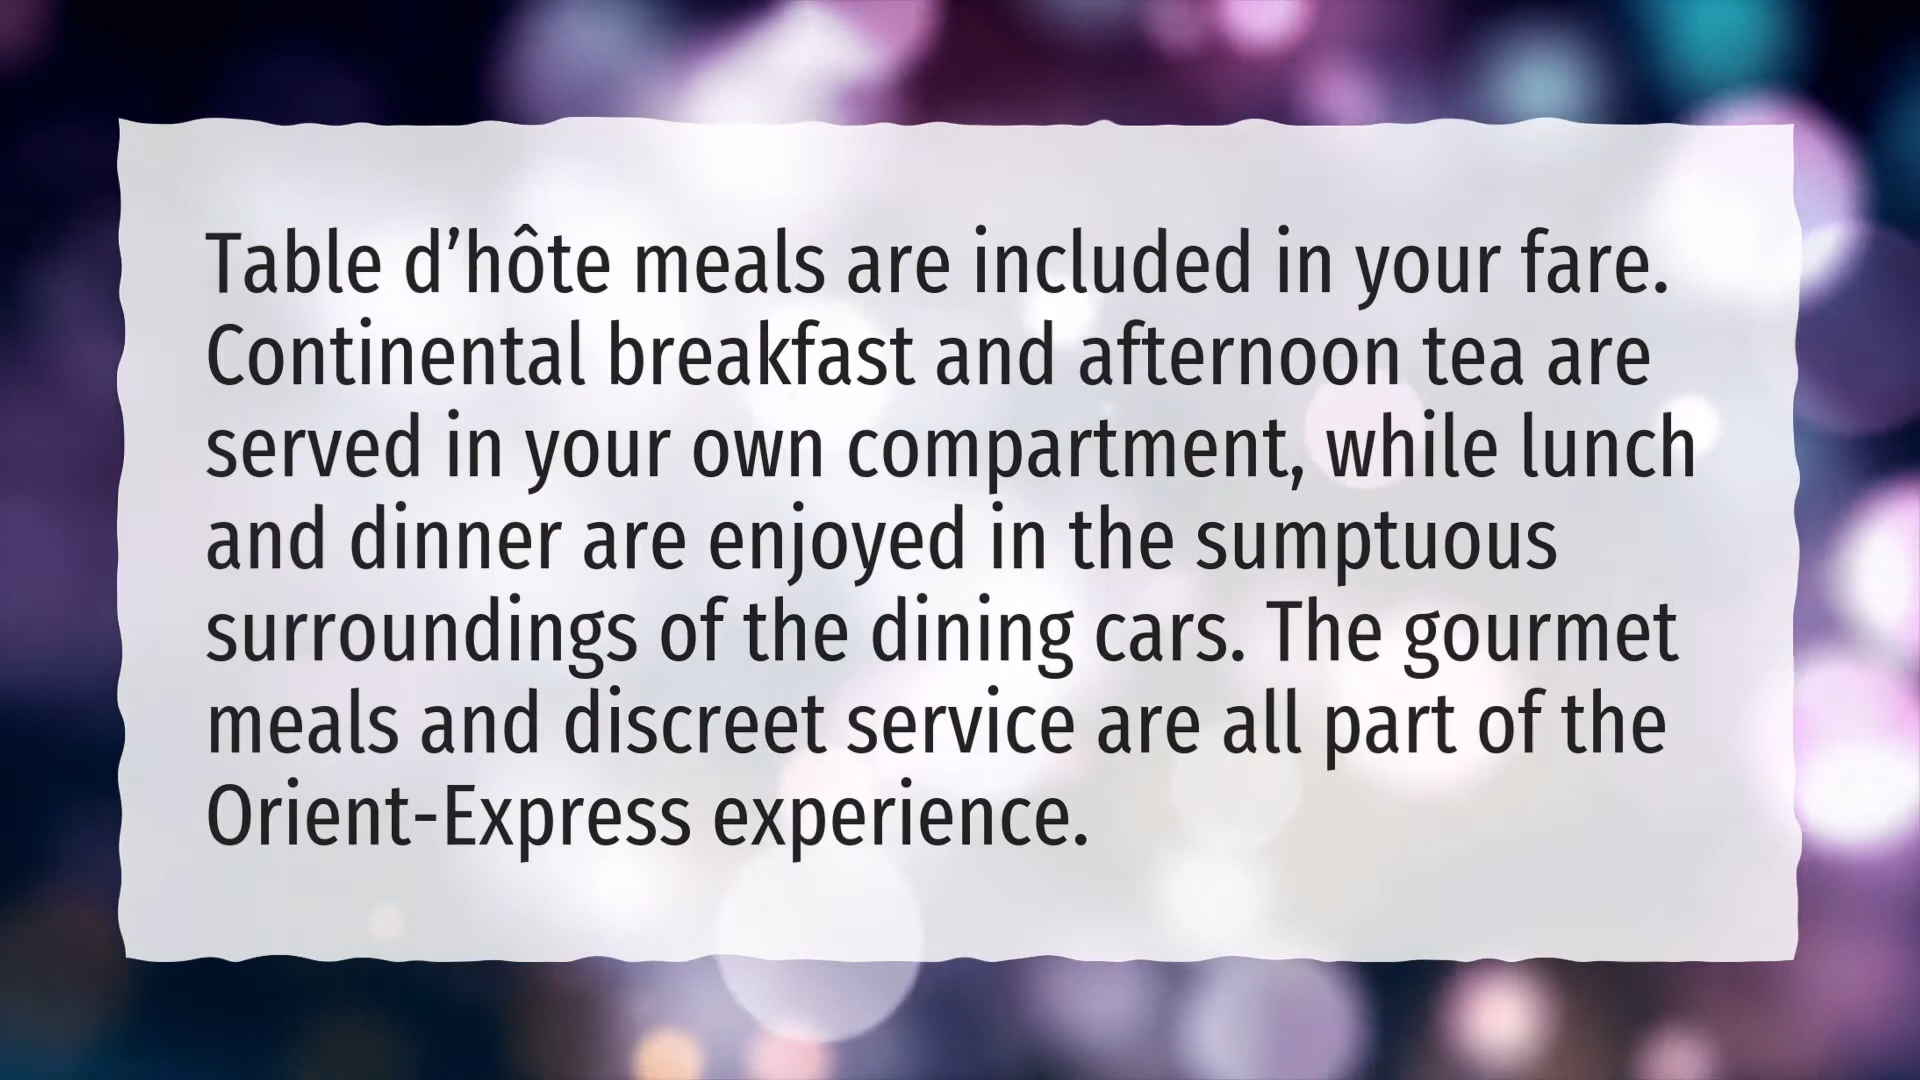 Table d’hôte meals are included in your fare.
Continental breakfast and afternoon tea are
served in your own compartment, while lunch
and dinner are enjoyed in the sumptuous
surroundings of the dining cars. The gourmet
meals and discreet service are all part of the
Orient-Express experience.